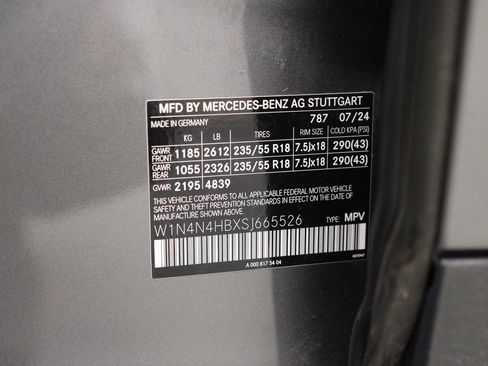 MFD BY MERCEDES-BENZ AG STUTTGART
MADE IN GERMANY 787 07/24
KG LB TIRES RIM SIZE COLD KPA(PSI)
GAWR FRONT 1185 2612 235/55 R18 7.5Jx18 290(43)
GAWR REAR 1055 2326 235/55 R18 7.5Jx18 290(43)
GVWR 2195 4839
THIS VEHICLE CONFORMS TO ALL APPLICABLE FEDERAL MOTOR VEHICLE
SAFETY AND THEFT PREVENTION STANDARDS IN EFFECT ON THE DATE OF
MANUFACTURE SHOWN ABOVE.
W1N4N4HBXSJ665526 TYPE: MPV
A 000 817 54 04